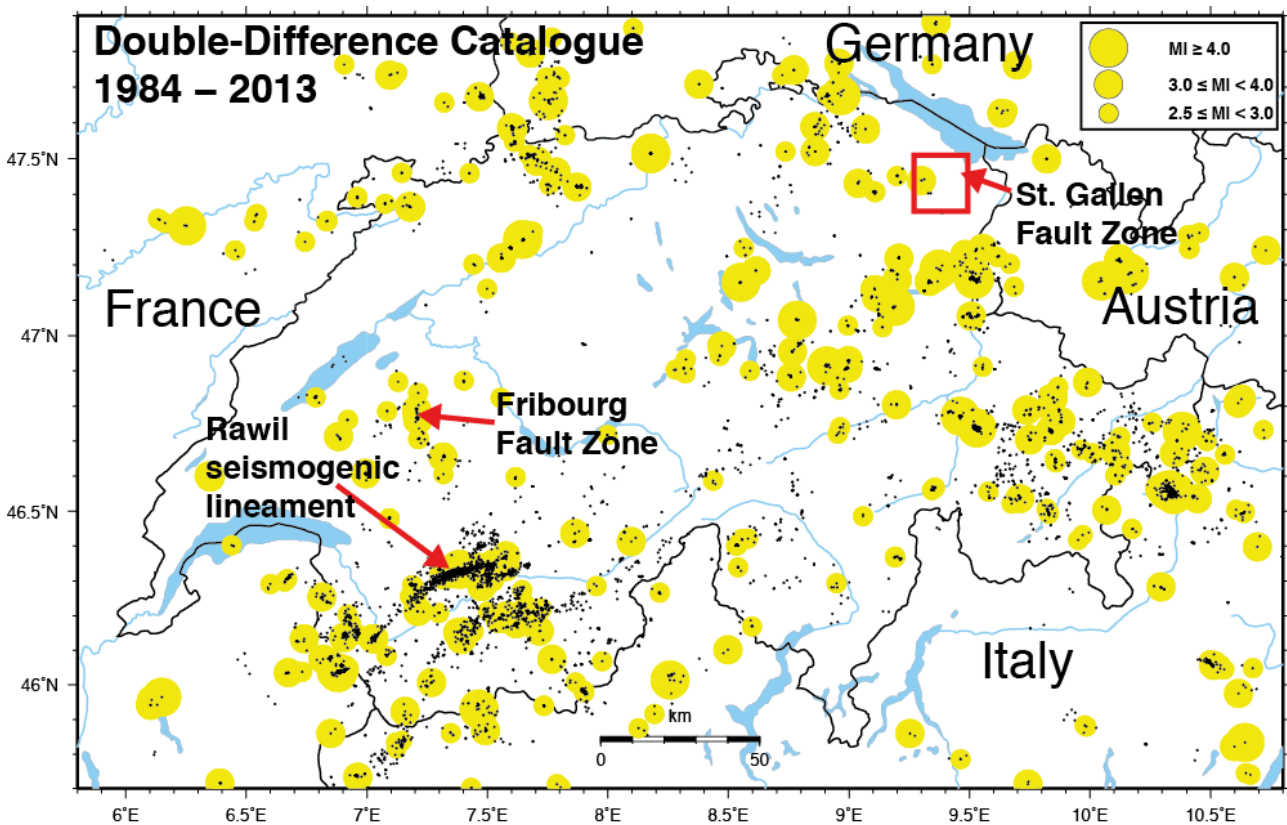 Double-Difference Catalogue
1984 – 2013
Germany
Ml ≥ 4.0
3.0 ≤ Ml < 4.0
2.5 ≤ Ml < 3.0
St. Gallen
Fault Zone
France
Austria
Fribourg
Fault Zone
Rawil
seismogenic
lineament
Italy
km
0
50
47.5˚N
47˚N
46.5˚N
46˚N
6˚E
6.5˚E
7˚E
7.5˚E
8˚E
8.5˚E
9˚E
9.5˚E
10˚E
10.5˚E